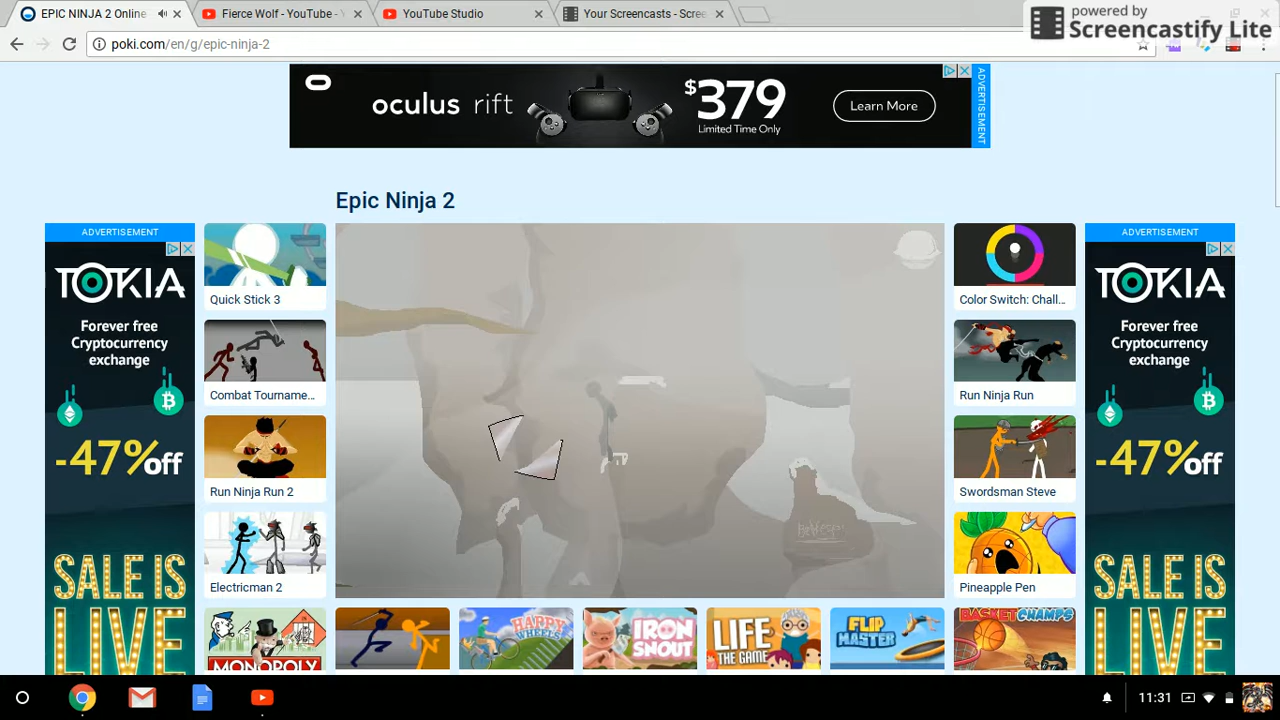 EPIC NINJA 2 Online
Fierce Wolf - YouTube -
YouTube Studio
Your Screencasts - Scree
powered by
Screencastify Lite
poki.com/en/g/epic-ninja-2
oculus rift
$379
Limited Time Only
Learn More
ADVERTISEMENT
Epic Ninja 2
ADVERTISEMENT
TOKIA
Forever free
Cryptocurrency
exchange
-47%off
SALE IS
LIVE
Quick Stick 3
Combat Tourname...
Run Ninja Run 2
Electricman 2
MONOPOLY
HAPPY
WHEELS
IRON
SNOUT
LIFE
THE GAME
FLIP
MASTER
Color Switch: Chall...
Run Ninja Run
Swordsman Steve
Pineapple Pen
BASKET CHAMPS
ADVERTISEMENT
TOKIA
Forever free
Cryptocurrency
exchange
-47%off
SALE IS
LIVE
11:31